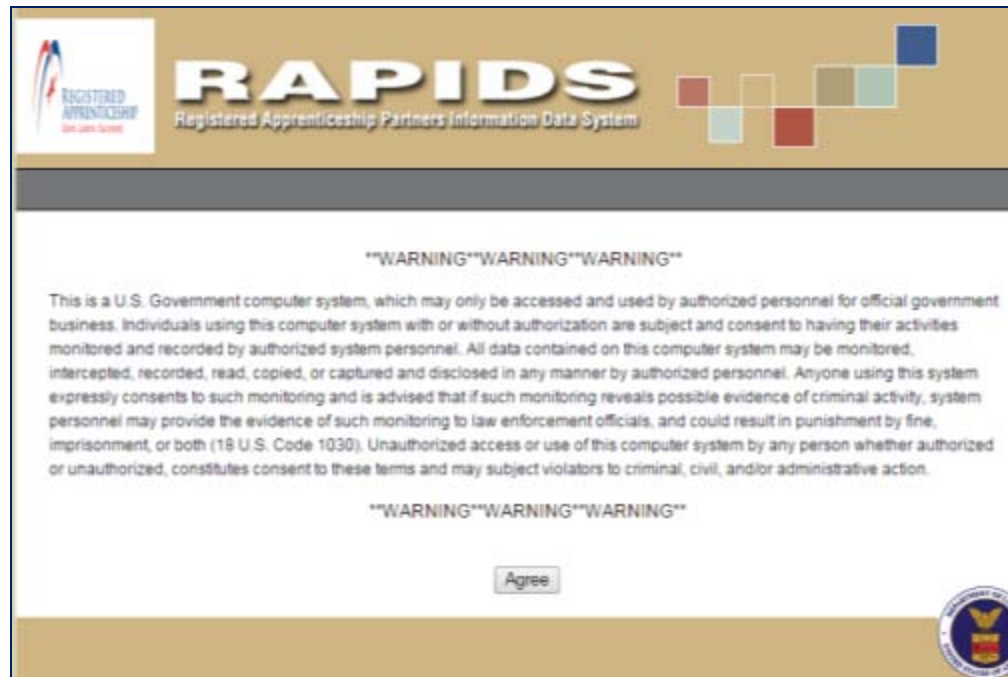 REGISTERED
APPRENTICESHIP
RAPIDS
Registered Apprenticeship Partners Information Data System
**WARNING**WARNING**WARNING**
This is a U.S. Government computer system, which may only be accessed and used by authorized personnel for official government
business. Individuals using this computer system with or without authorization are subject and consent to having their activities
monitored and recorded by authorized system personnel. All data contained on this computer system may be monitored,
intercepted, recorded, read, copied, or captured and disclosed in any manner by authorized personnel. Anyone using this system
expressly consents to such monitoring and is advised that if such monitoring reveals possible evidence of criminal activity, system
personnel may provide the evidence of such monitoring to law enforcement officials, and could result in punishment by fine,
imprisonment, or both (18 U.S. Code 1030). Unauthorized access or use of this computer system by any person whether authorized
or unauthorized, constitutes consent to these terms and may subject violators to criminal, civil, and/or administrative action.
**WARNING**WARNING**WARNING**
Agree